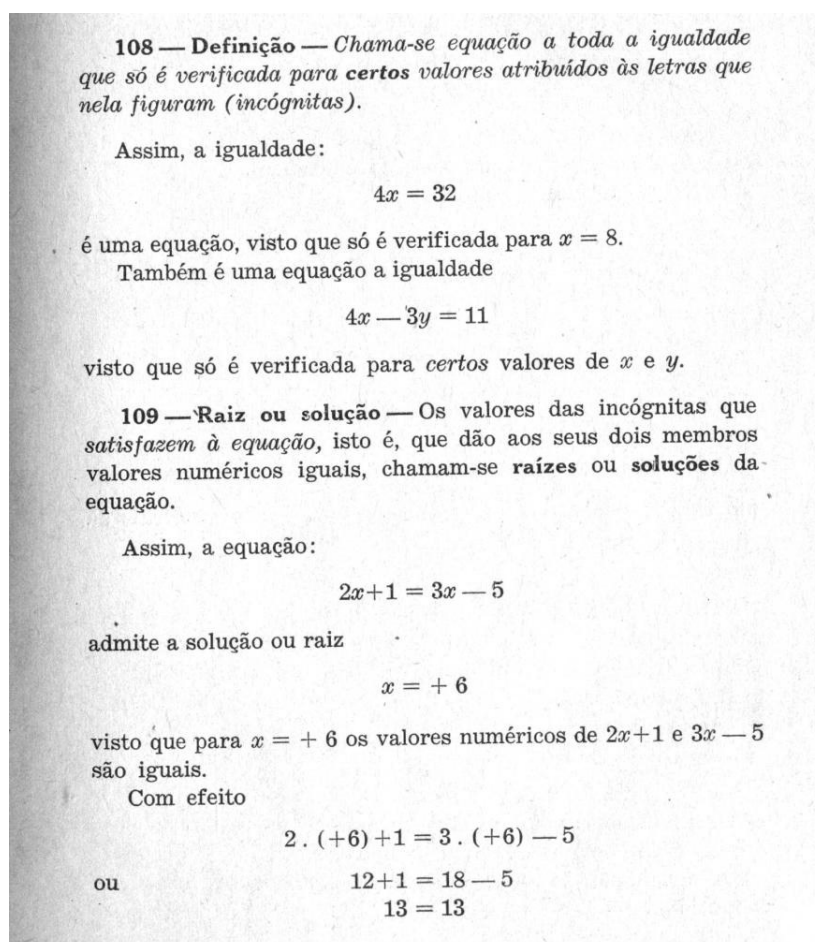 108 — Definição — Chama-se equação a toda a igualdade
que só é verificada para certos valores atribuídos às letras que
nela figuram (incógnitas).
Assim, a igualdade:
4x = 32
é uma equação, visto que só é verificada para x = 8.
Também é uma equação a igualdade
4x — 3y = 11
visto que só é verificada para certos valores de x e y.
109 — Raiz ou solução — Os valores das incógnitas que
satisfazem à equação, isto é, que dão aos seus dois membros
valores numéricos iguais, chamam-se raízes ou soluções da
equação.
Assim, a equação:
2x+1 = 3x — 5
admite a solução ou raiz
x = + 6
visto que para x = + 6 os valores numéricos de 2x+1 e 3x — 5
são iguais.
Com efeito
2 . (+6) +1 = 3 . (+6) — 5
ou 12+1 = 18 — 5
13 = 13